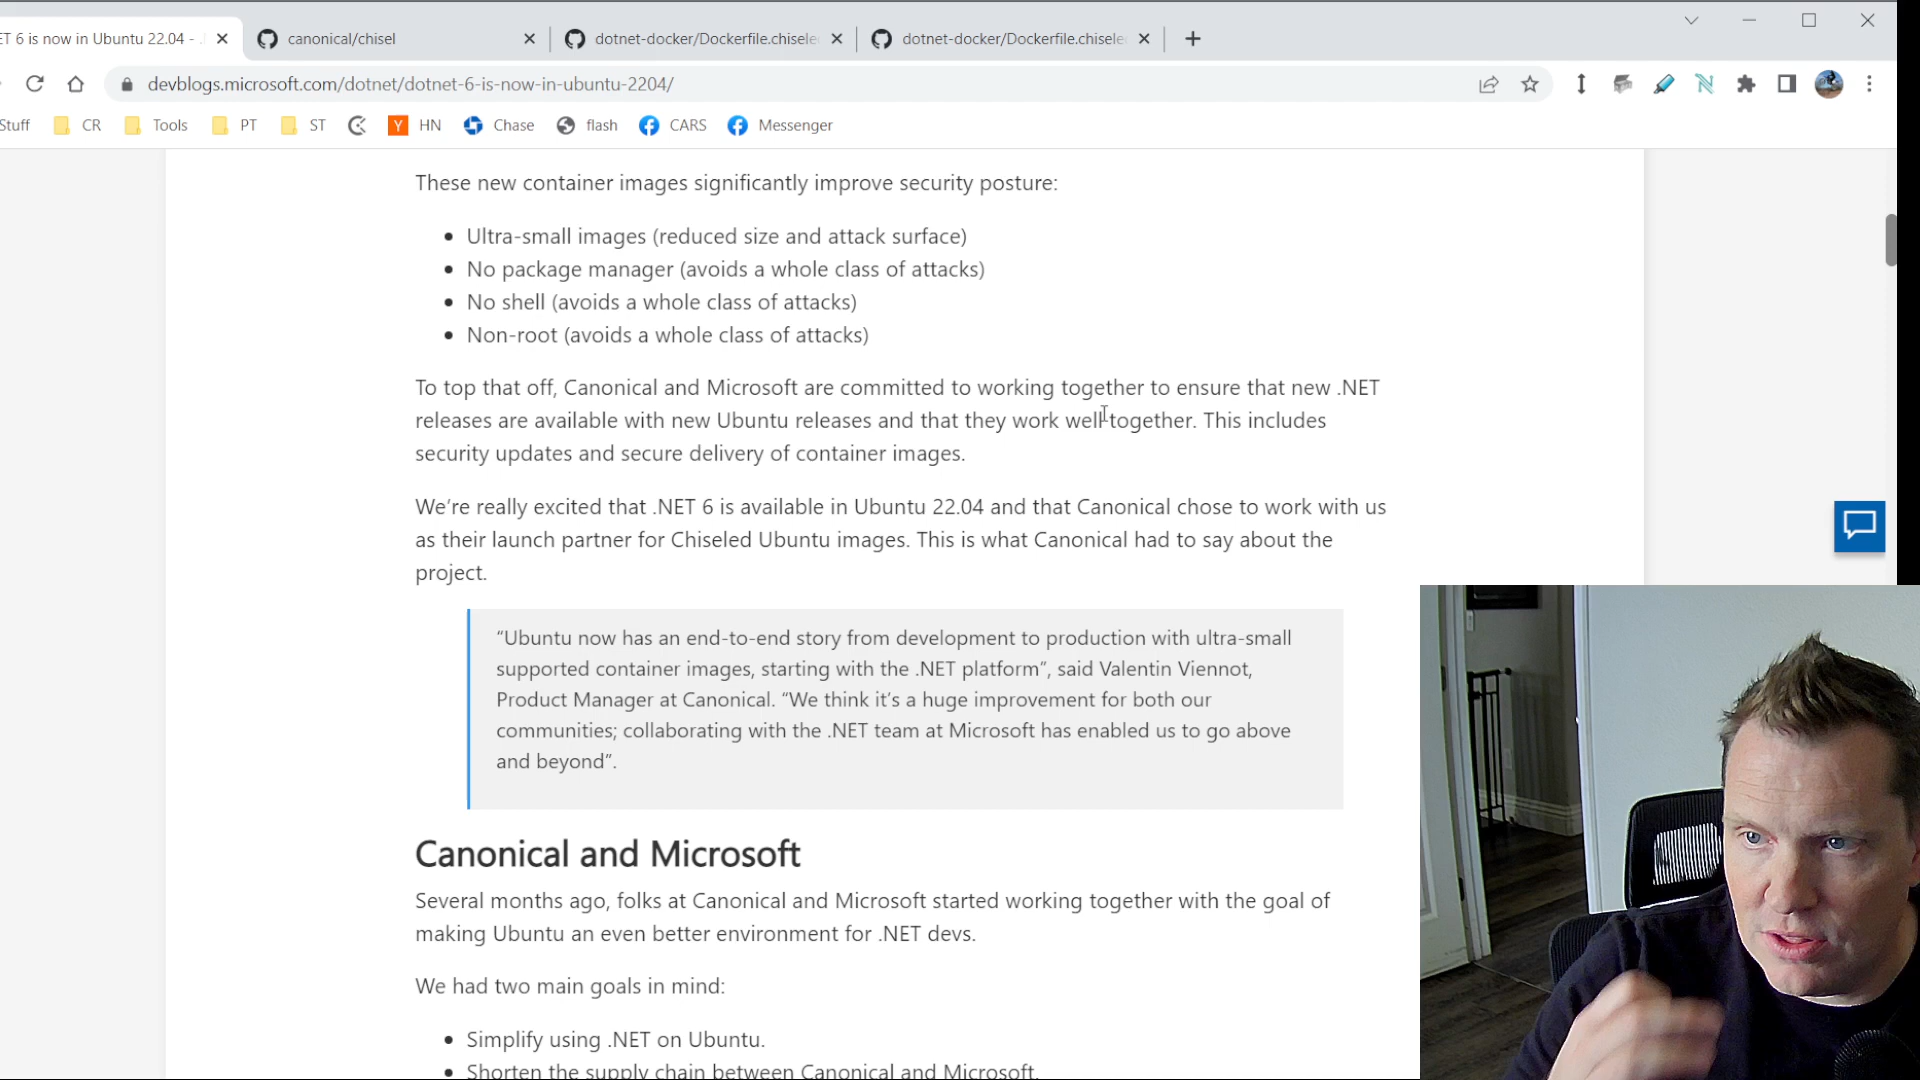 ET 6 is now in Ubuntu 22.04 - .
canonical/chisel
dotnet-docker/Dockerfile.chisele
dotnet-docker/Dockerfile.chisele
devblogs.microsoft.com/dotnet/dotnet-6-is-now-in-ubuntu-2204/
Stuff
CR
Tools
PT
ST
Y
HN
Chase
flash
CARS
Messenger
These new container images significantly improve security posture:
• Ultra-small images (reduced size and attack surface)
• No package manager (avoids a whole class of attacks)
• No shell (avoids a whole class of attacks)
• Non-root (avoids a whole class of attacks)
To top that off, Canonical and Microsoft are committed to working together to ensure that new .NET
releases are available with new Ubuntu releases and that they work well together. This includes
security updates and secure delivery of container images.
We’re really excited that .NET 6 is available in Ubuntu 22.04 and that Canonical chose to work with us
as their launch partner for Chiseled Ubuntu images. This is what Canonical had to say about the
project.
“Ubuntu now has an end-to-end story from development to production with ultra-small
supported container images, starting with the .NET platform”, said Valentin Viennot,
Product Manager at Canonical. “We think it’s a huge improvement for both our
communities; collaborating with the .NET team at Microsoft has enabled us to go above
and beyond”.
Canonical and Microsoft
Several months ago, folks at Canonical and Microsoft started working together with the goal of
making Ubuntu an even better environment for .NET devs.
We had two main goals in mind:
• Simplify using .NET on Ubuntu.
• Shorten the supply chain between Canonical and Microsoft.